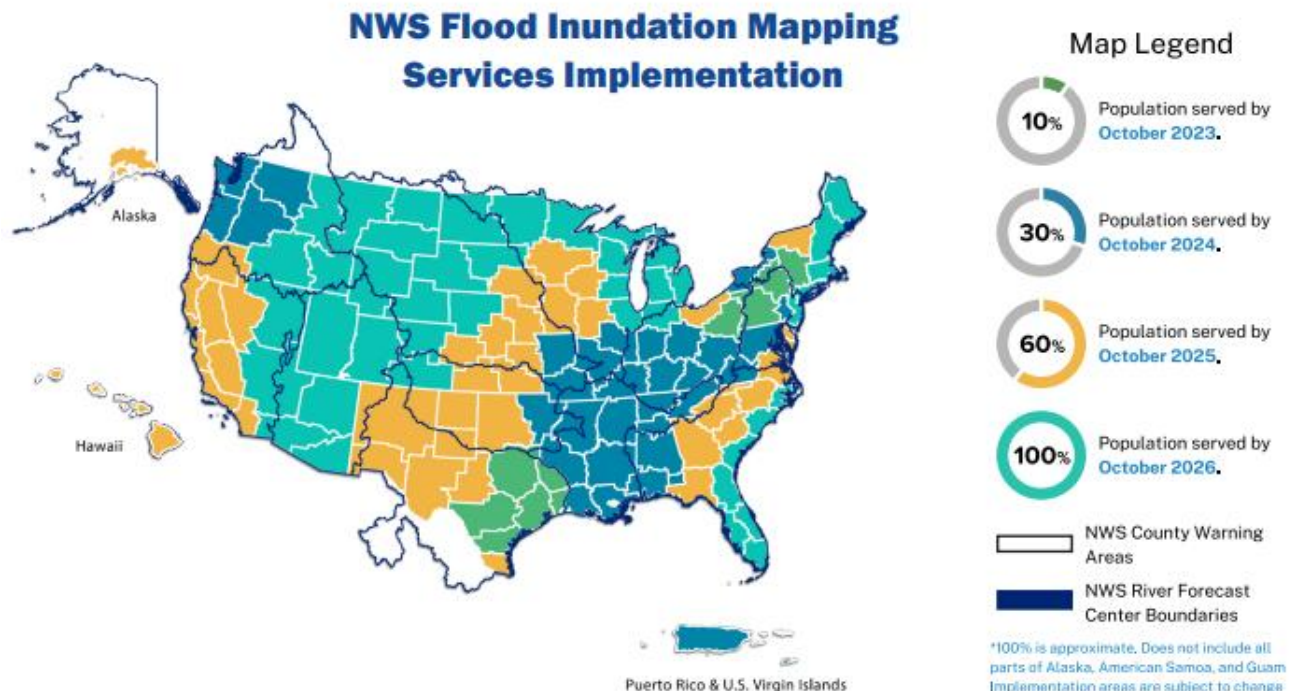 NWS Flood Inundation Mapping
Services Implementation
Alaska
Hawaii
Puerto Rico & U.S. Virgin Islands
Map Legend
10%
Population served by
October 2023.
30%
Population served by
October 2024.
60%
Population served by
October 2025.
100%
Population served by
October 2026.
NWS County Warning
Areas
NWS River Forecast
Center Boundaries
*100% is approximate. Does not include all
parts of Alaska, American Samoa, and Guam
Implementation areas are subject to change